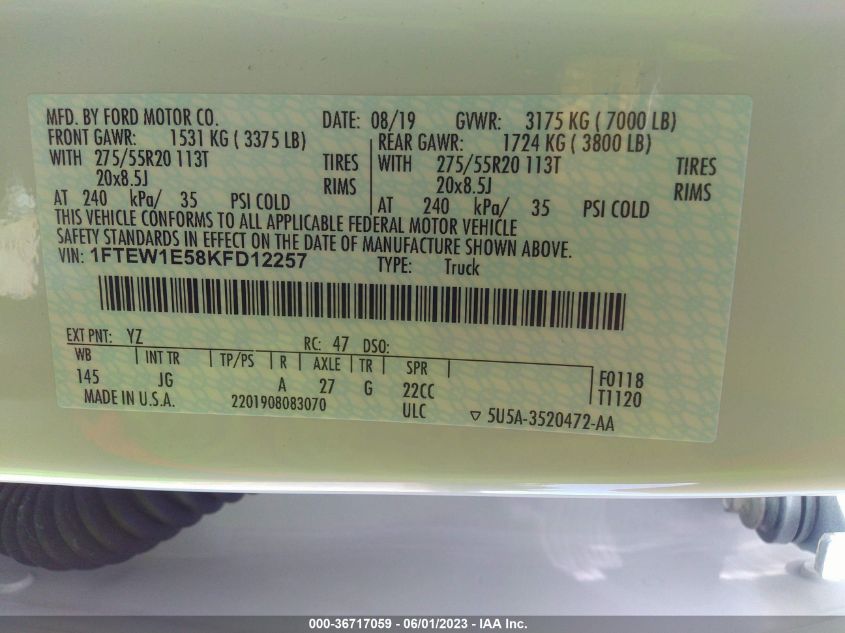 MFD. BY FORD MOTOR CO. DATE: 08/19 GVWR: 3175 KG ( 7000 LB)
FRONT GAWR: 1531 KG ( 3375 LB) REAR GAWR: 1724 KG ( 3800 LB)
WITH 275/55R20 113T TIRES WITH 275/55R20 113T TIRES
20x8.5J RIMS 20x8.5J RIMS
AT 240 kPa/ 35 PSI COLD AT 240 kPa/ 35 PSI COLD
THIS VEHICLE CONFORMS TO ALL APPLICABLE FEDERAL MOTOR VEHICLE
SAFETY STANDARDS IN EFFECT ON THE DATE OF MANUFACTURE SHOWN ABOVE.
VIN: 1FTEW1E58KFD12257 TYPE: Truck
EXT PNT: YZ RC: 47 DSO:
WB INT TR TP/PS R AXLE TR SPR
145 JG A 27 G 22CC F0118
T1120
MADE IN U.S.A. 2201908083070 ULC ▽ 5U5A-3520472-AA
000-36717059 - 06/01/2023 - IAA Inc.